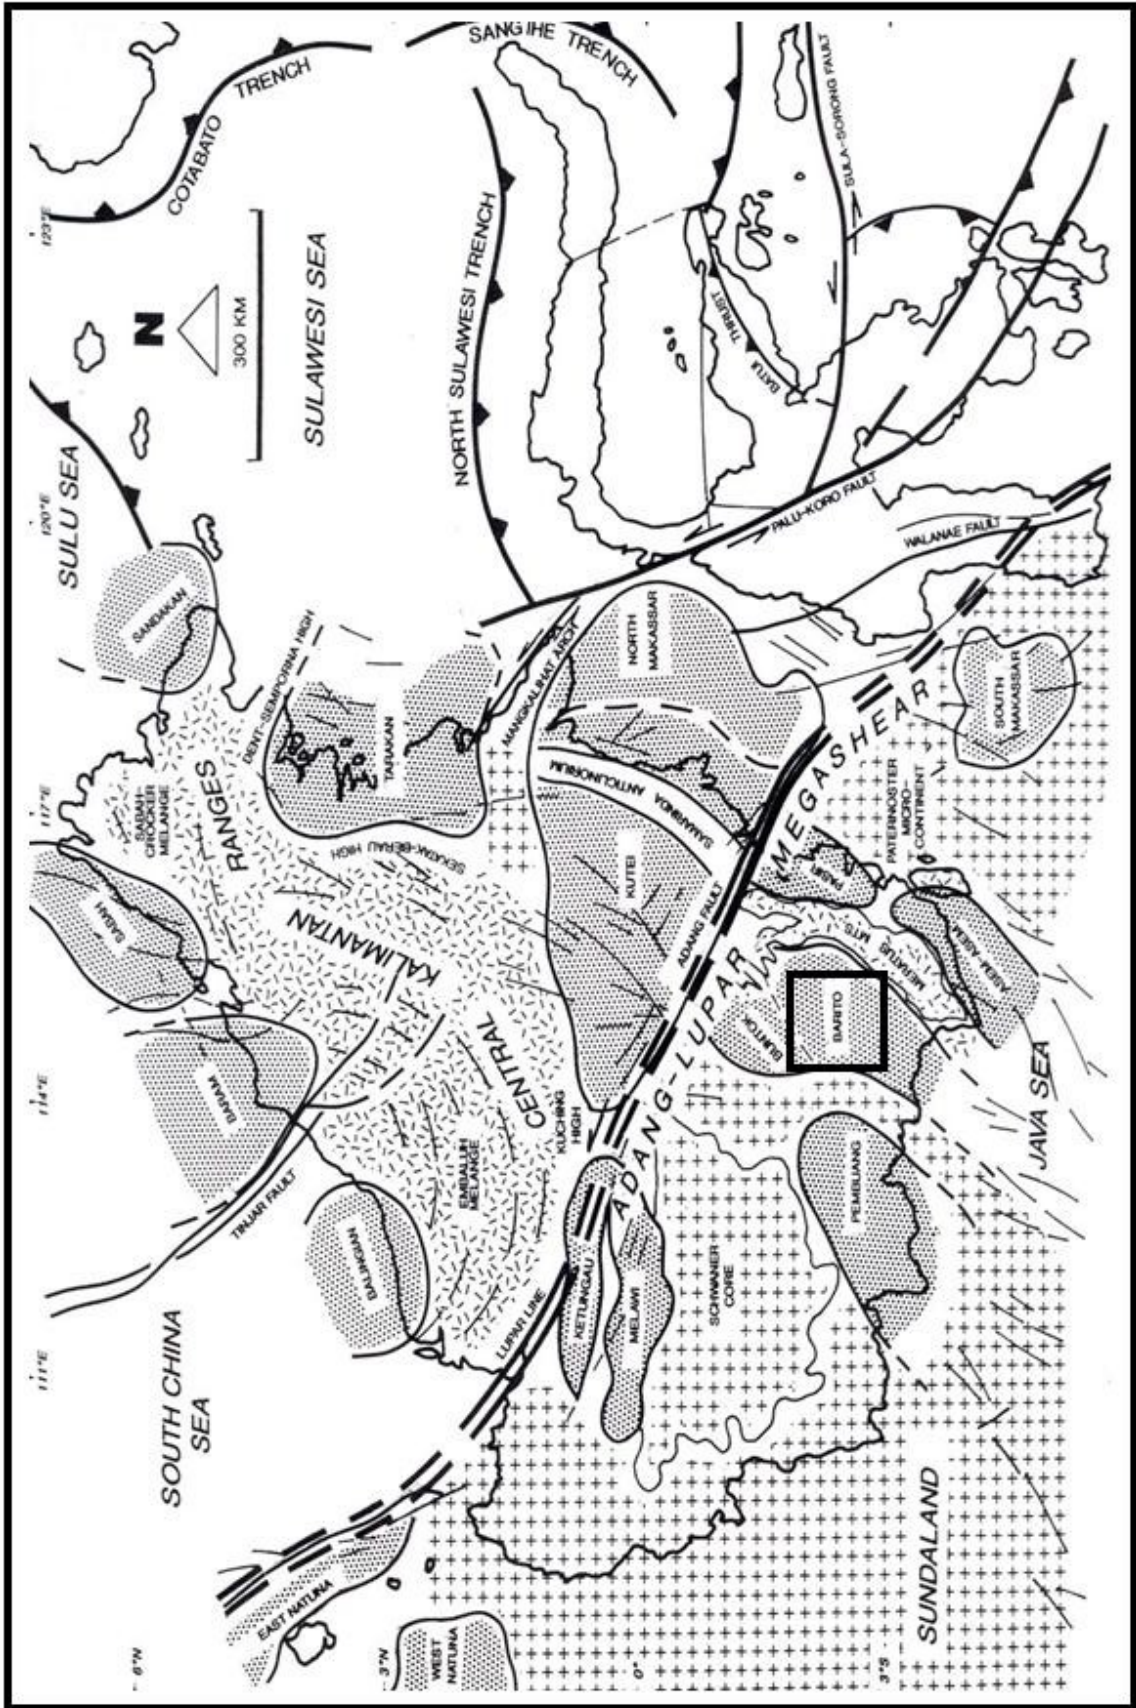 SANGIHE TRENCH
COTABATO
TRENCH
SULA-SORONG FAULT
123°E
N
300 KM
SULAWESI SEA
NORTH SULAWESI TRENCH
BATUI THRUST
SULU SEA
120°E
PALU-KORO FAULT
WALANAE FAULT
SANDAKAN
DENT-SEMPORNA HIGH
TARAKAN
MANGKALIHAT ARCH
NORTH
MAKASSAR
SOUTH
MAKASSAR
117°E
SABAH-
CROCKER
MELANGE
RANGES
SEKATAK-BERAU HIGH
SAMARINDA ANTICLINORIUM
MEGASHEAR
PATERNOSTER
MICRO-
CONTINENT
SABAH
KALIMANTAN
KUTEI
ADANG FAULT
PASIR
MERATUS MTS.
ASEM-ASEM
114°E
BARAM
CENTRAL
KUCHING
HIGH
ADANG-LUPAR
BUNTOK
BARITO
JAVA SEA
TINJAR FAULT
EMBALUH
MELANGE
BALINGIAN
LUPAR LINE
KETUNGAU
MELAWI
SCHWANER
CORE
PEMBUANG
111°E
SOUTH CHINA
SEA
SUNDALAND
EAST NATUNA
WEST
NATUNA
6°N
3°N
0°
3°S